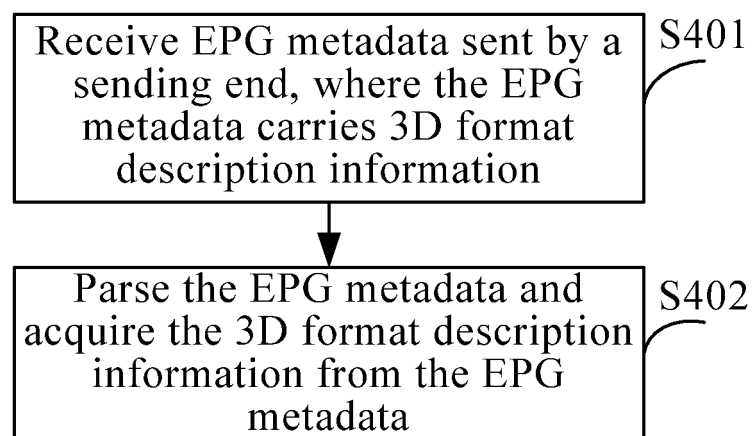 Receive EPG metadata sent by a
sending end, where the EPG
metadata carries 3D format
description information
S401
Parse the EPG metadata and
acquire the 3D format description
information from the EPG
metadata
S402